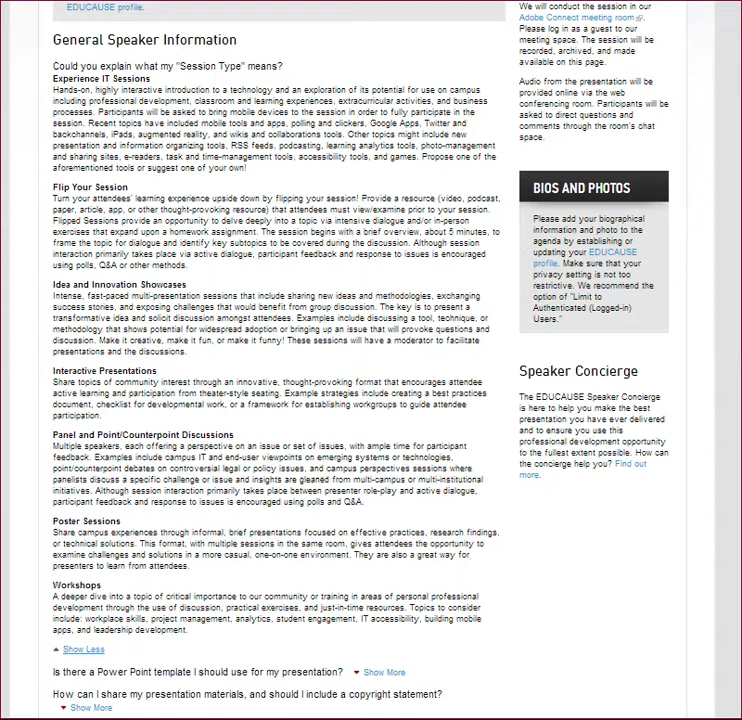 EDUCAUSE profile.
General Speaker Information
Could you explain what my "Session Type" means?
Experience IT Sessions
Hands-on, highly interactive introduction to a technology and an exploration of its potential for use on campus
including professional development, classroom and learning experiences, extracurricular activities, and business
processes. Participants will be asked to bring mobile devices to the session in order to fully participate in the
session. Recent topics have included mobile tools and apps, polling and clickers, Google Apps, Twitter and
backchannels, iPads, augmented reality, and wikis and collaborations tools. Other topics might include new
presentation and information organizing tools, RSS feeds, podcasting, learning analytics tools, photo-management
and sharing sites, e-readers, task and time-management tools, accessibility tools, and games. Propose one of the
aforementioned tools or suggest one of your own!
Flip Your Session
Turn your attendees' learning experience upside down by flipping your session! Provide a resource (video, podcast,
paper, article, app, or other thought-provoking resource) that attendees must view/examine prior to your session.
Flipped Sessions provide an opportunity to delve deeply into a topic via intensive dialogue and/or in-person
exercises that expand upon a homework assignment. The session begins with a brief overview, about 5 minutes, to
frame the topic for dialogue and identify key subtopics to be covered during the discussion. Although session
interaction primarily takes place via active dialogue, participant feedback and response to issues is encouraged
using polls, Q&A or other methods.
Idea and Innovation Showcases
Intense, fast-paced multi-presentation sessions that include sharing new ideas and methodologies, exchanging
success stories, and exposing challenges that would benefit from group discussion. The key is to present a
transformative idea and solicit discussion amongst attendees. Examples include discussing a tool, technique, or
methodology that shows potential for widespread adoption or bringing up an issue that will provoke questions and
discussion. Make it creative, make it fun, or make it funny! These sessions will have a moderator to facilitate
presentations and the discussions.
Interactive Presentations
Share topics of community interest through an innovative, thought-provoking format that encourages attendee
active learning and participation from theater-style seating. Example strategies include creating a best practices
document, checklist for developmental work, or a framework for establishing workgroups to guide attendee
participation.
Panel and Point/Counterpoint Discussions
Multiple speakers, each offering a perspective on an issue or set of issues, with ample time for participant
feedback. Examples include campus IT and end-user viewpoints on emerging systems or technologies,
point/counterpoint debates on controversial legal or policy issues, and campus perspectives sessions where
panelists discuss a specific challenge or issue and insights are gleaned from multi-campus or multi-institutional
initiatives. Although session interaction primarily takes place between presenter role-play and active dialogue,
participant feedback and response to issues is encouraged using polls and Q&A.
Poster Sessions
Share campus experiences through informal, brief presentations focused on effective practices, research findings,
or technical solutions. This format, with multiple sessions in the same room, gives attendees the opportunity to
examine challenges and solutions in a more casual, one-on-one environment. They are also a great way for
presenters to learn from attendees.
Workshops
A deeper dive into a topic of critical importance to our community or training in areas of personal professional
development through the use of discussion, practical exercises, and just-in-time resources. Topics to consider
include: workplace skills, project management, analytics, student engagement, IT accessibility, building mobile
apps, and leadership development.
Show Less
Is there a Power Point template I should use for my presentation? Show More
How can I share my presentation materials, and should I include a copyright statement?
Show More
We will conduct the session in our
Adobe Connect meeting room.
Please log in as a guest to our
meeting space. The session will be
recorded, archived, and made
available on this page.
Audio from the presentation will be
provided online via the web
conferencing room. Participants will be
asked to direct questions and
comments through the room's chat
space.
BIOS AND PHOTOS
Please add your biographical
information and photo to the
agenda by establishing or
updating your EDUCAUSE
profile. Make sure that your
privacy setting is not too
restrictive. We recommend the
option of "Limit to
Authenticated (Logged-in)
Users."
Speaker Concierge
The EDUCAUSE Speaker Concierge
is here to help you make the best
presentation you have ever delivered
and to ensure you use this
professional development opportunity
to the fullest extent possible. How can
the concierge help you? Find out
more.